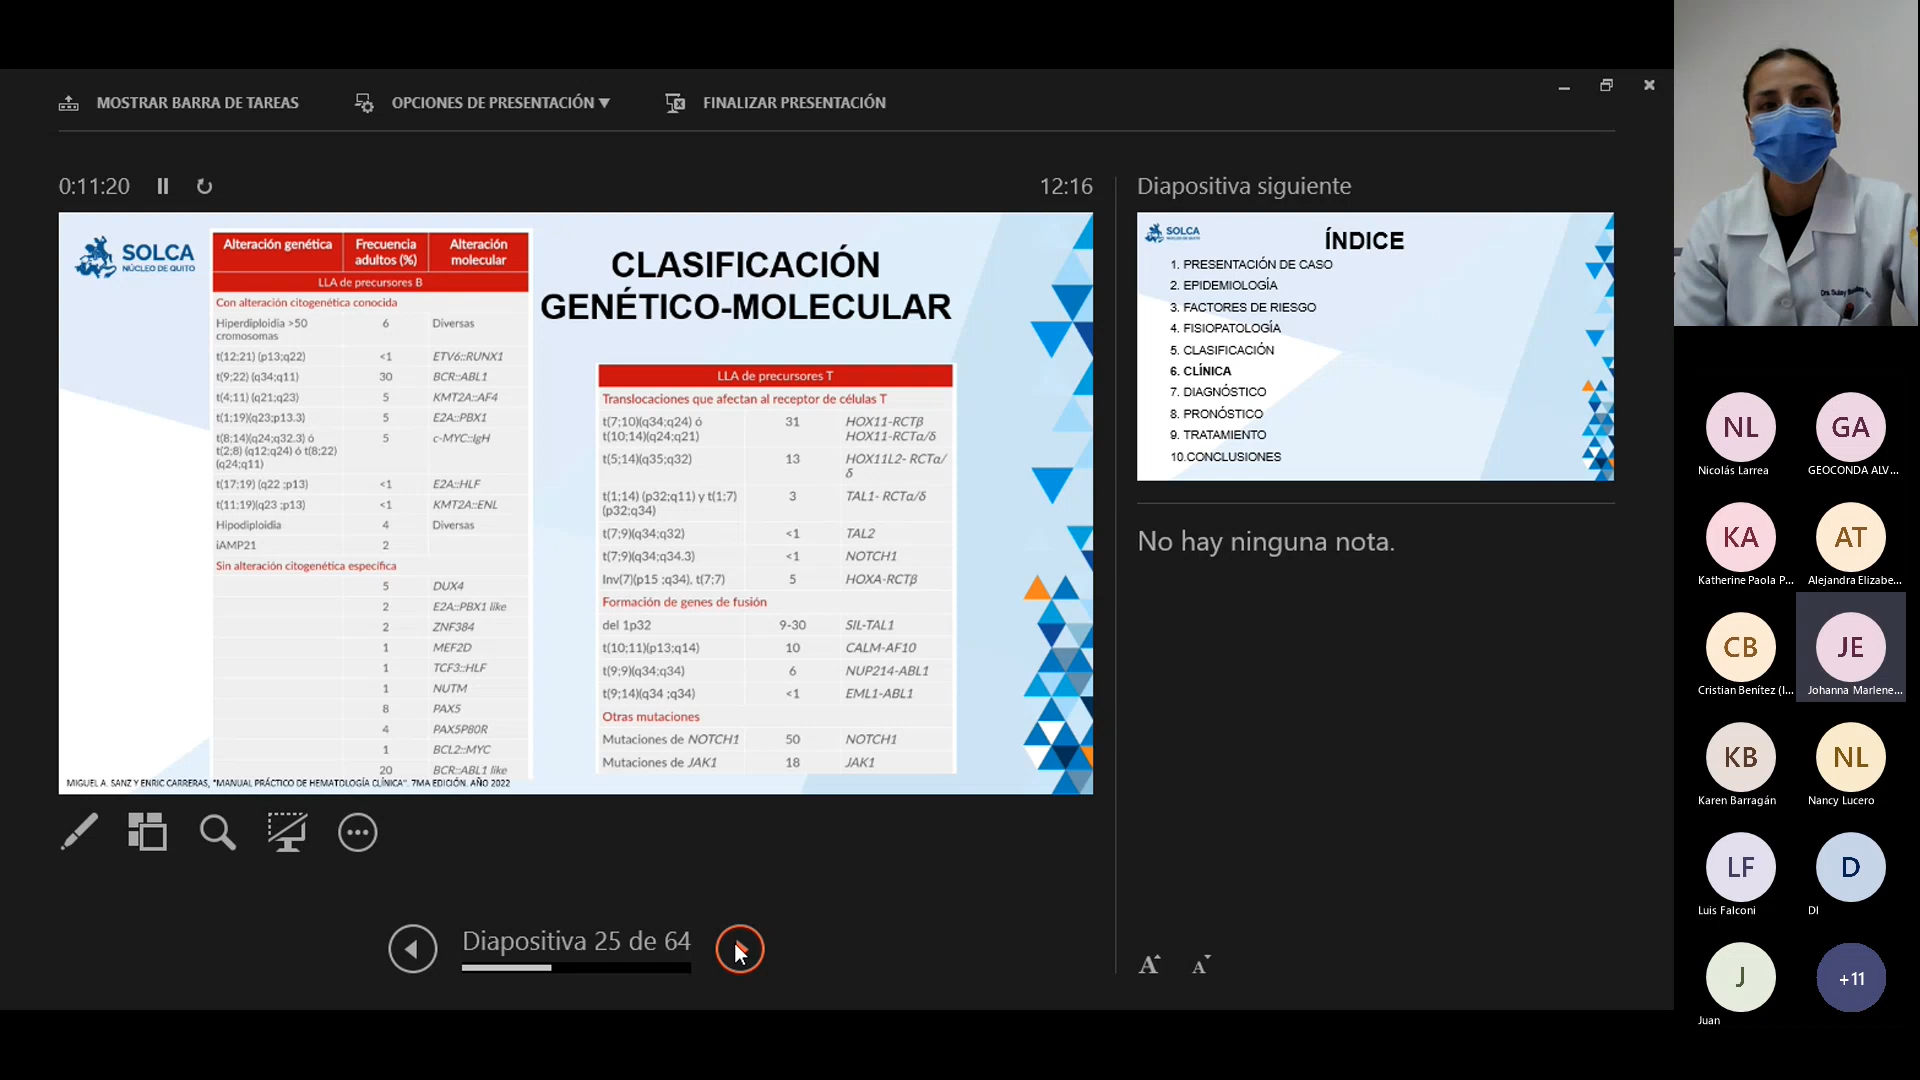 MOSTRAR BARRA DE TAREAS
OPCIONES DE PRESENTACIÓN
FINALIZAR PRESENTACIÓN
0:11:20
12:16
SOLCA
NÚCLEO DE QUITO
CLASIFICACIÓN
GENÉTICO-MOLECULAR
Alteración genética Frecuencia adultos (%) Alteración molecular
LLA de precursores B
Con alteración citogenética conocida
Hiperdiploidia >50 cromosomas 6 Diversas
t(12;21) (p13;q22) <1 ETV6::RUNX1
t(9;22) (q34;q11) 30 BCR::ABL1
t(4;11) (q21;q23) 5 KMT2A::AF4
t(1;19)(q23;p13.3) 5 E2A::PBX1
t(8;14)(q24;q32.3) ó 5 c-MYC::IgH
t(2;8) (q12;q24) ó t(8;22)
(q24;q11)
t(17;19) (q22 ;p13) <1 E2A::HLF
t(11;19)(q23 ;p13) <1 KMT2A::ENL
Hipodiploidia 4 Diversas
iAMP21 2
Sin alteración citogenética específica
5 DUX4
2 E2A::PBX1 like
2 ZNF384
1 MEF2D
1 TCF3::HLF
1 NUTM
8 PAX5
4 PAX5P80R
1 BCL2::MYC
20 BCR::ABL1 like
MIGUEL A. SANZ Y ENRIC CARRERAS, "MANUAL PRÁCTICO DE HEMATOLOGÍA CLÍNICA". 7MA EDICIÓN. AÑO 2022
LLA de precursores T
Translocaciones que afectan al receptor de células T
t(7;10)(q34;q24) ó 31 HOX11-RCTβ
t(10;14)(q24;q21) HOX11-RCTα/δ
t(5;14)(q35;q32) 13 HOX11L2- RCTα/
δ
t(1;14) (p32;q11) y t(1;7) 3 TAL1- RCTα/δ
(p32;q34)
t(7;9)(q34;q32) <1 TAL2
t(7;9)(q34;q34.3) <1 NOTCH1
Inv(7)(p15 ;q34), t(7;7) 5 HOXA-RCTβ
Formación de genes de fusión
del 1p32 9-30 SIL-TAL1
t(10;11)(p13;q14) 10 CALM-AF10
t(9;9)(q34;q34) 6 NUP214-ABL1
t(9;14)(q34 ;q34) <1 EML1-ABL1
Otras mutaciones
Mutaciones de NOTCH1 50 NOTCH1
Mutaciones de JAK1 18 JAK1
Diapositiva 25 de 64
Diapositiva siguiente
SOLCA
ÍNDICE
1. PRESENTACIÓN DE CASO
2. EPIDEMIOLOGÍA
3. FACTORES DE RIESGO
4. FISIOPATOLOGÍA
5. CLASIFICACIÓN
6. CLÍNICA
7. DIAGNÓSTICO
8. PRONÓSTICO
9. TRATAMIENTO
10.CONCLUSIONES
No hay ninguna nota.
A A
NL GA
Nicolás Larrea GEOCONDA ALV...
KA AT
Katherine Paola P... Alejandra Elizabe...
CB JE
Cristian Benítez (I... Johanna Marlene...
KB NL
Karen Barragán Nancy Lucero
LF D
Luis Falconi DI
J +11
Juan